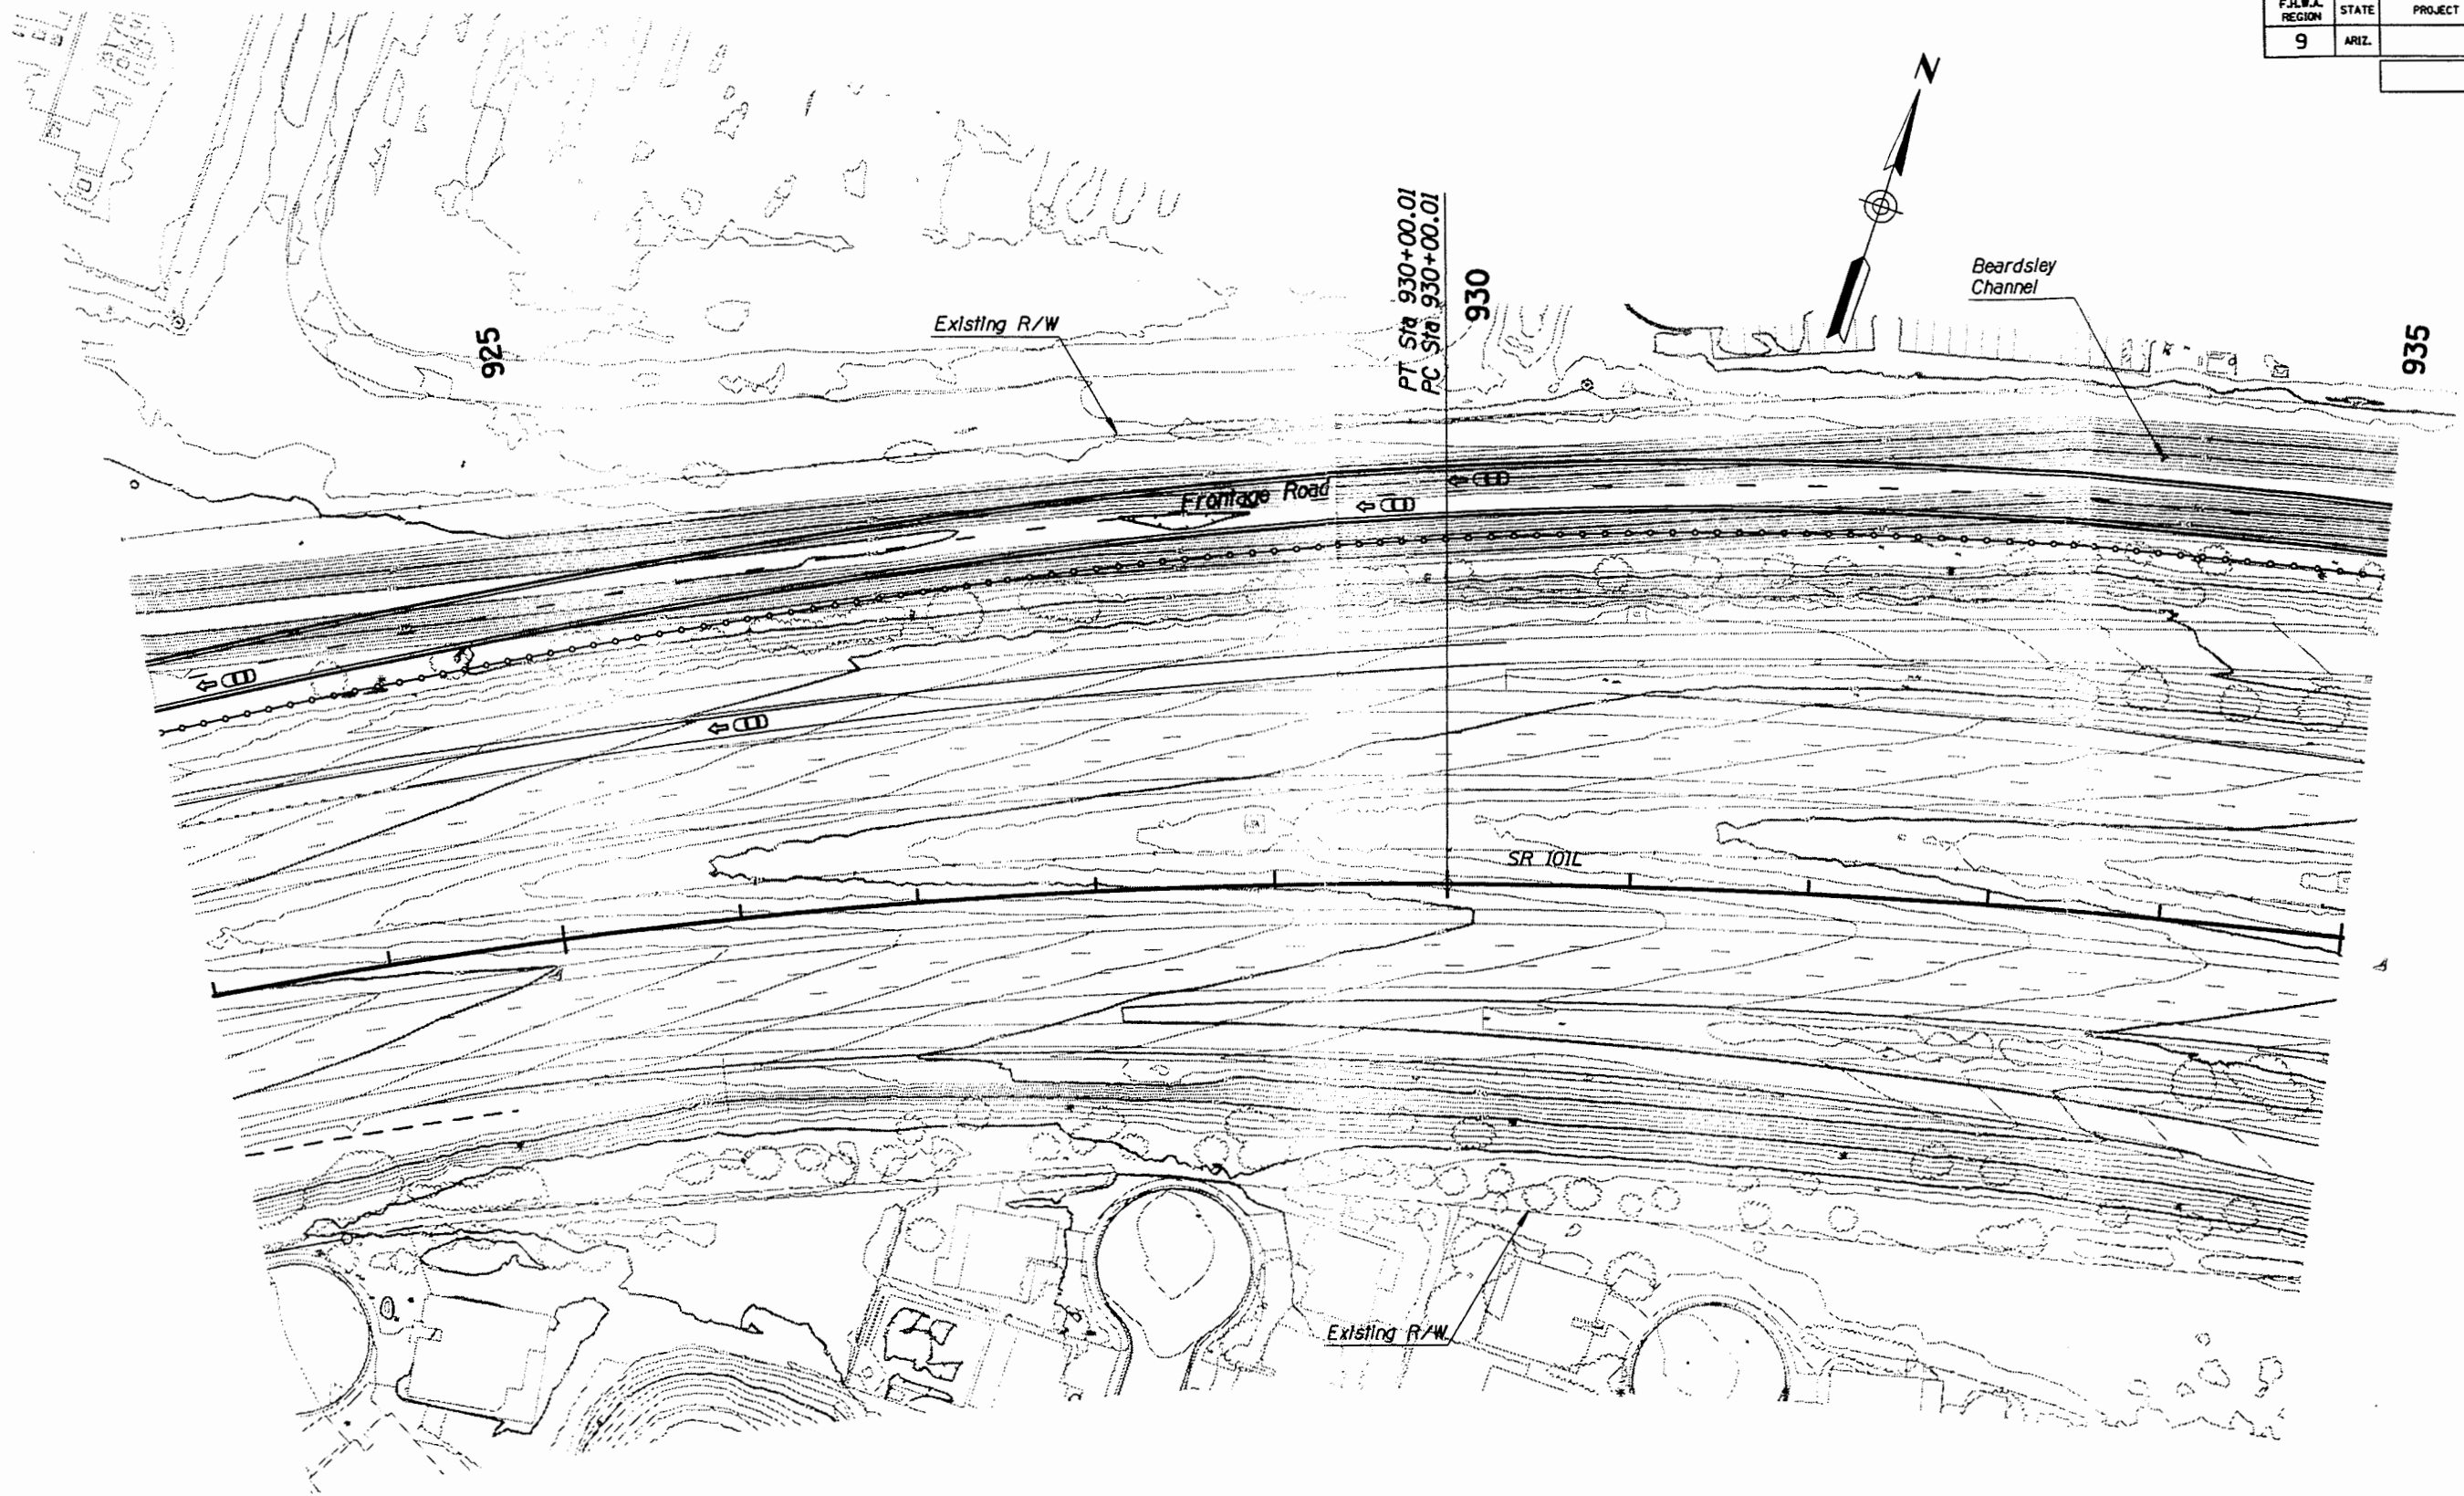 F.H.W.A.
REGION
STATE
PROJECT
9
ARIZ.
N
PT Sta 930+00.01
PC Sta 930+00.01
930
Beardsley
Channel
Existing R/W
925
935
Frontage Road
SR 101L
Existing R/W